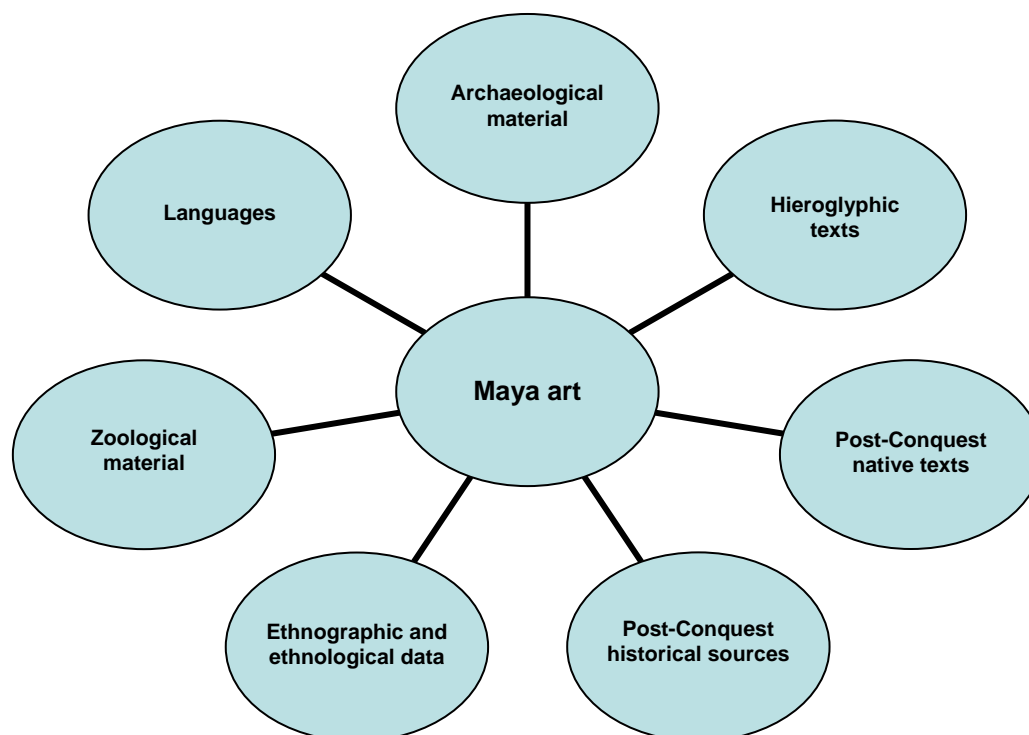 Archaeological
material
Hieroglyphic
texts
Languages
Maya art
Zoological
material
Post-Conquest
native texts
Ethnographic and
ethnological data
Post-Conquest
historical sources